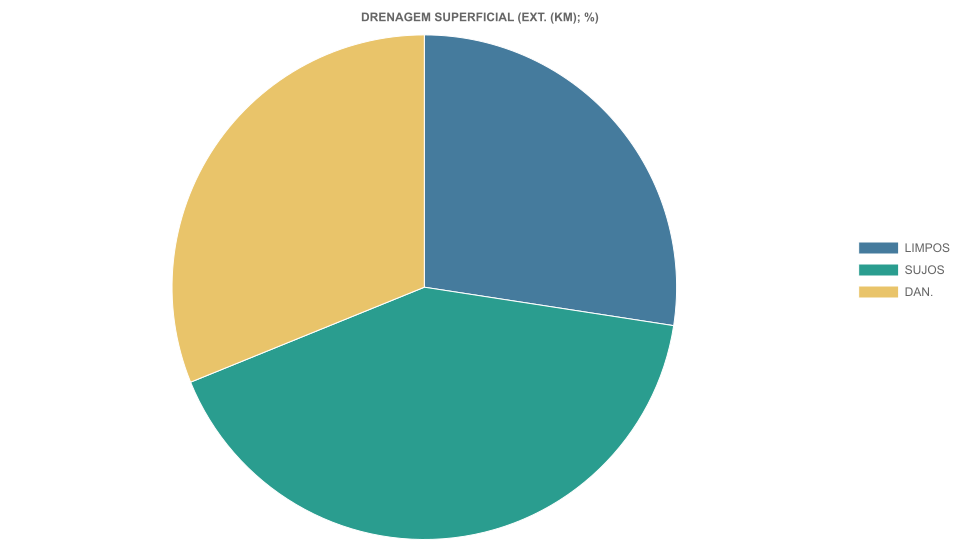 DRENAGEM SUPERFICIAL (EXT. (KM); %)
LIMPOS
SUJOS
DAN.